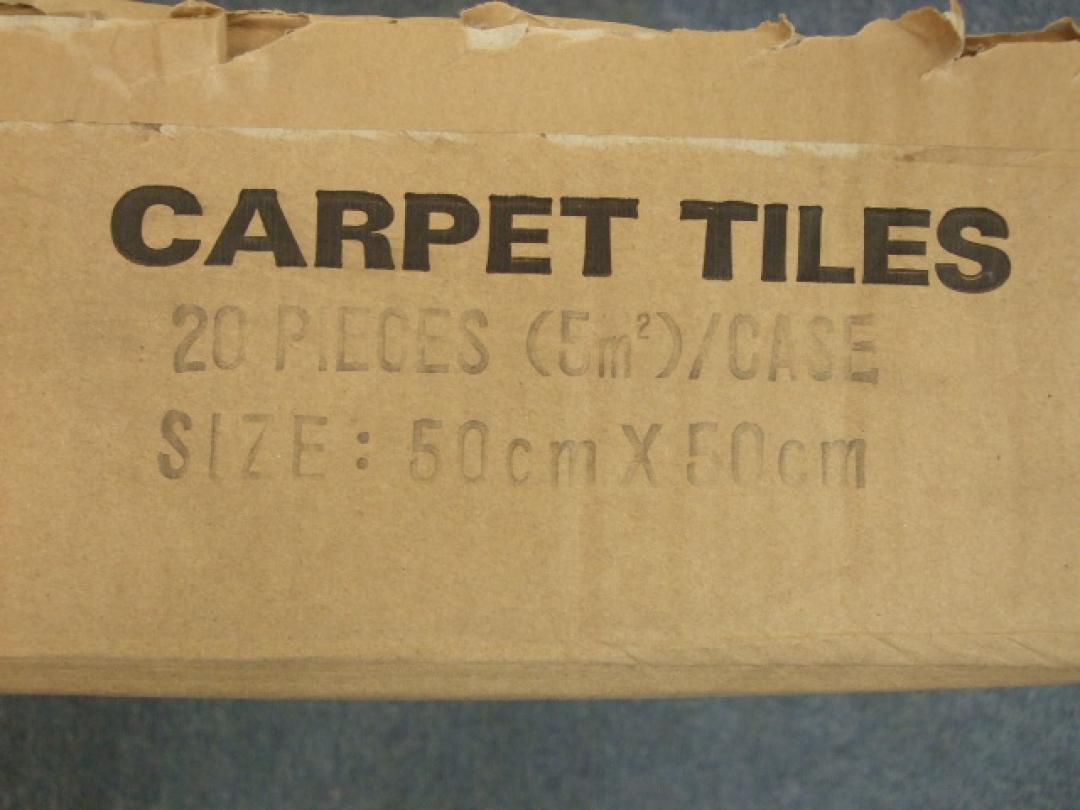 CARPET TILES
20 PIECES (5m²)/CASE
SIZE: 50cm X 50cm